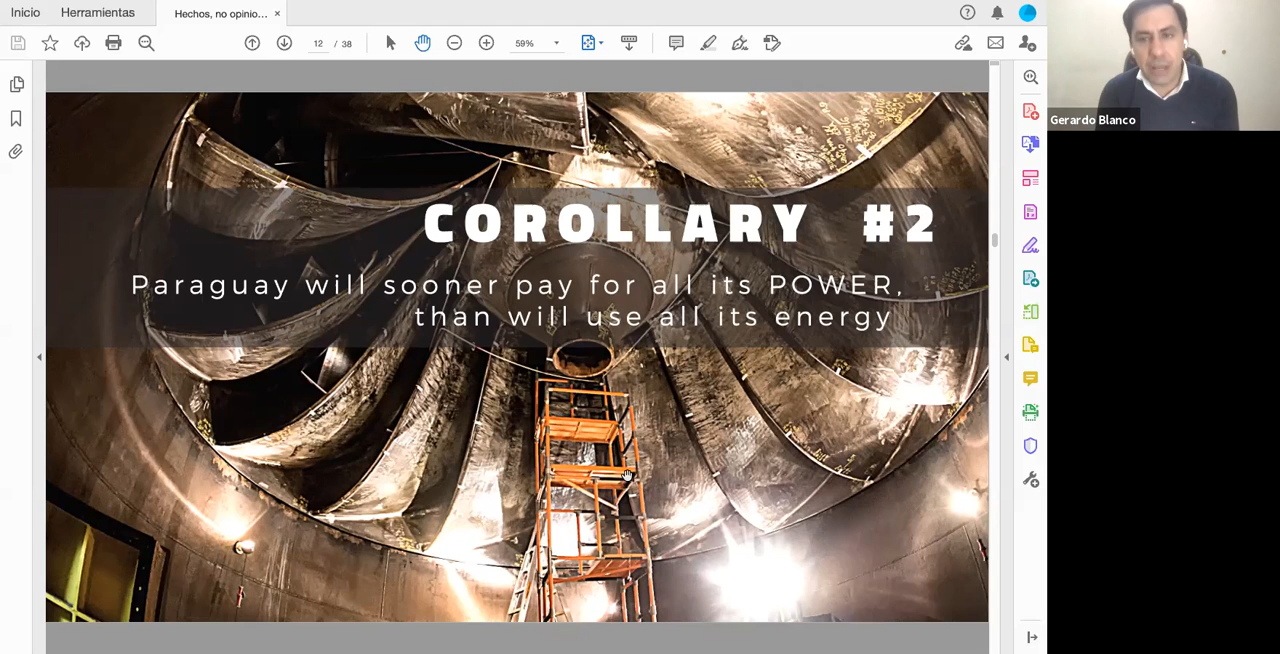 Inicio
Herramientas
Hechos, no opinio...
12 / 38
59%
COROLLARY #2
Paraguay will sooner pay for all its POWER,
than will use all its energy
Gerardo Blanco